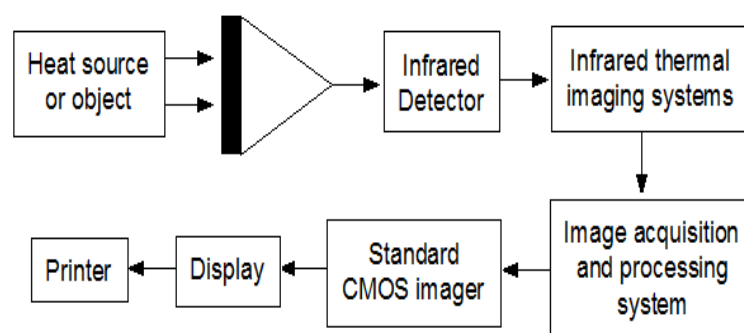 Heat source
or object
Infrared
Detector
Infrared thermal
imaging systems
Image acquisition
and processing
system
Standard
CMOS imager
Display
Printer